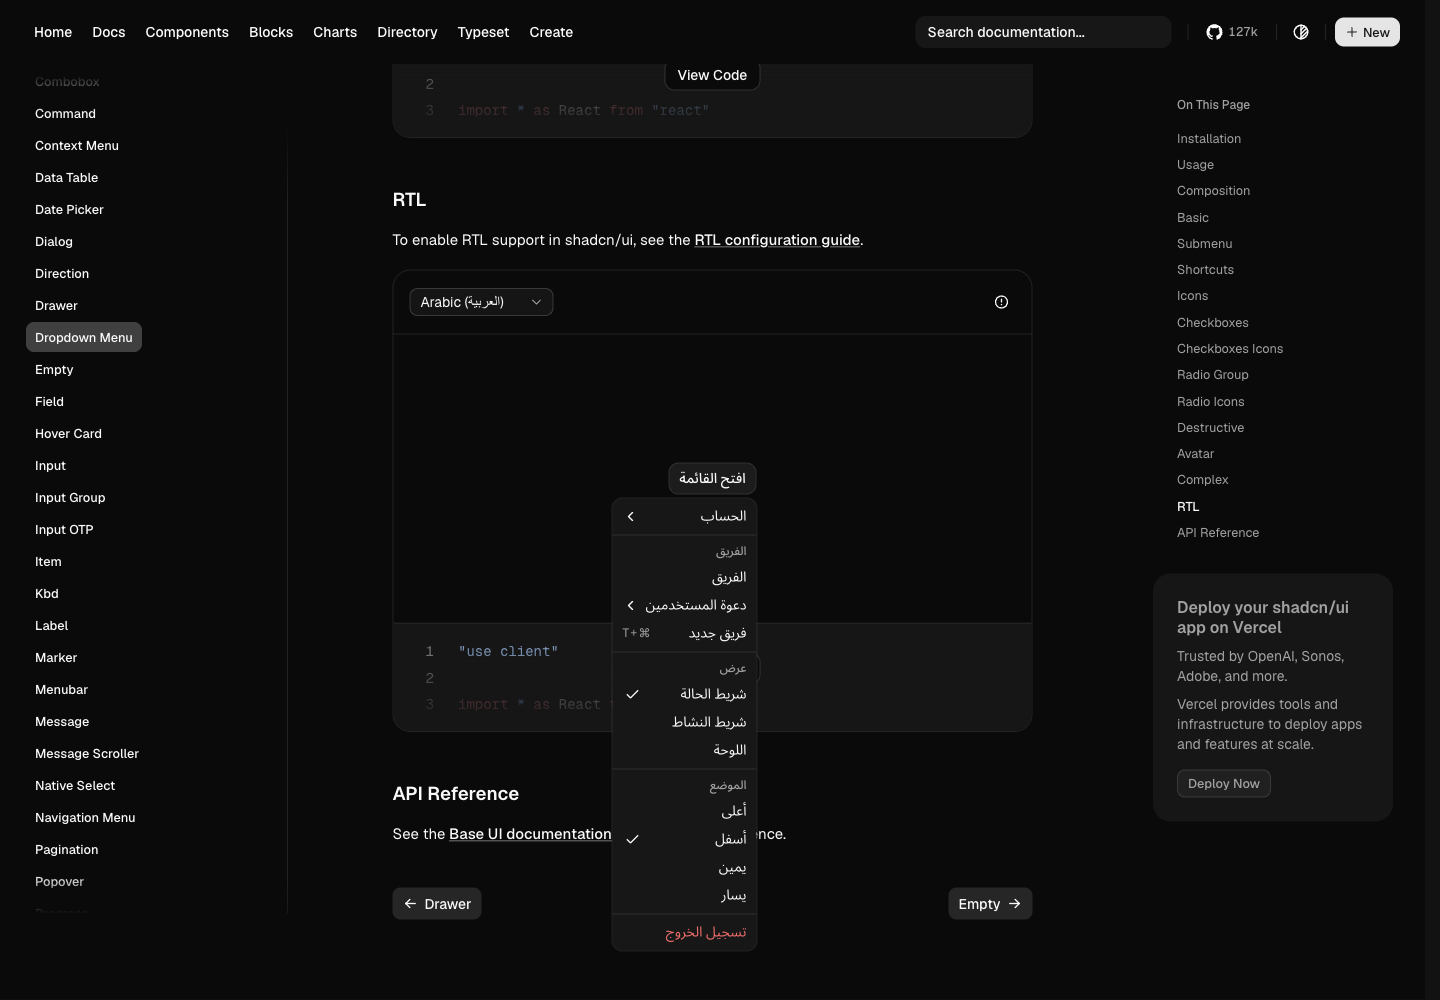 Home Docs Components Blocks Charts Directory Typeset Create
Search documentation...
127k
New
Combobox
Command
Context Menu
Data Table
Date Picker
Dialog
Direction
Drawer
Dropdown Menu
Empty
Field
Hover Card
Input
Input Group
Input OTP
Item
Kbd
Label
Marker
Menubar
Message
Message Scroller
Native Select
Navigation Menu
Pagination
Popover
View Code
2
3 import * as React from "react"
RTL
To enable RTL support in shadcn/ui, see the RTL configuration guide.
Arabic (العربية)
افتح القائمة
الحساب
الفريق
الفريق
دعوة المستخدمين
فريق جديد ⌘+T
عرض
شريط الحالة
شريط النشاط
اللوحة
الموضع
أعلى
أسفل
يمين
يسار
تسجيل الخروج
1 "use client"
2
3 import * as React
API Reference
See the Base UI documentation
Drawer
Empty
On This Page
Installation
Usage
Composition
Basic
Submenu
Shortcuts
Icons
Checkboxes
Checkboxes Icons
Radio Group
Radio Icons
Destructive
Avatar
Complex
RTL
API Reference
Deploy your shadcn/ui
app on Vercel
Trusted by OpenAI, Sonos,
Adobe, and more.
Vercel provides tools and
infrastructure to deploy apps
and features at scale.
Deploy Now